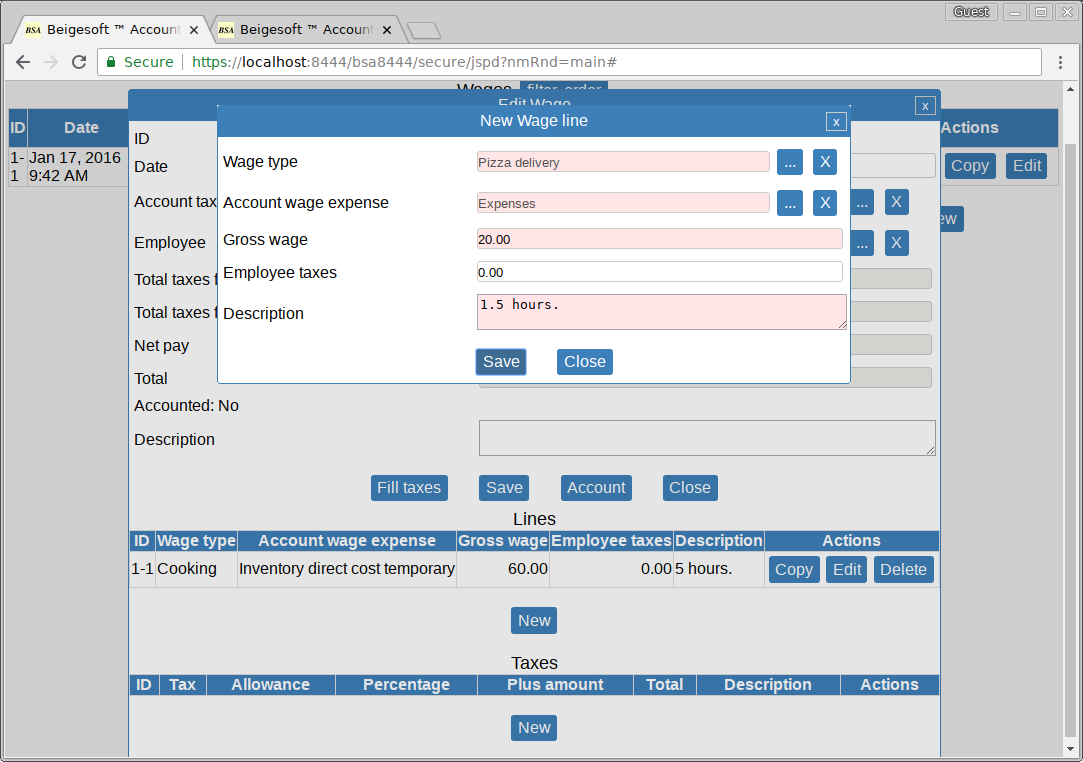 Guest
BSA Beigesoft ™ Account
BSA Beigesoft ™ Account
Secure https://localhost:8444/bsa8444/secure/jspd?nmRnd=main#
Wages filter, order
Edit Wage x
New Wage line x
ID Date Actions
1-1 Jan 17, 2016 9:42 AM Copy Edit
New
ID
Date
Account tax
... X
Employee
... X
Total taxes f
Total taxes f
Net pay
Total
Wage type Pizza delivery ... X
Account wage expense Expenses ... X
Gross wage 20.00
Employee taxes 0.00
Description 1.5 hours.
Save Close
Accounted: No
Description
Fill taxes Save Account Close
Lines
ID Wage type Account wage expense Gross wage Employee taxes Description Actions
1-1 Cooking Inventory direct cost temporary 60.00 0.00 5 hours. Copy Edit Delete
New
Taxes
ID Tax Allowance Percentage Plus amount Total Description Actions
New